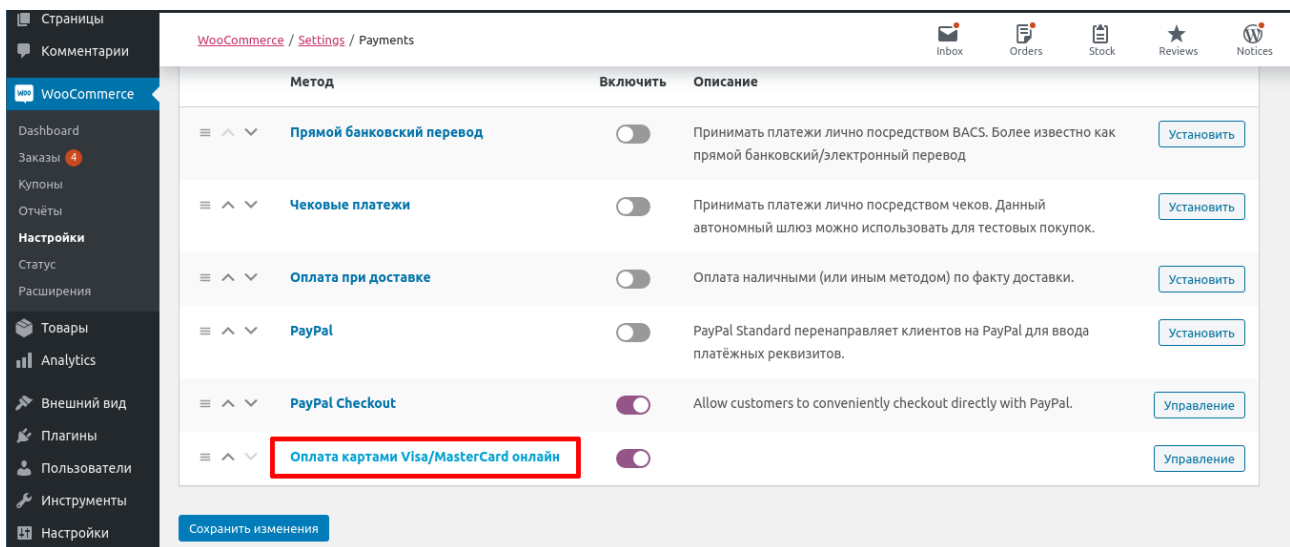 Страницы
Комментарии
WooCommerce
Dashboard
Заказы 4
Купоны
Отчёты
Настройки
Статус
Расширения
Товары
Analytics
Внешний вид
Плагины
Пользователи
Инструменты
Настройки
WooCommerce / Settings / Payments
Inbox
Orders
Stock
Reviews
Notices
Метод
Включить
Описание
Прямой банковский перевод
Принимать платежи лично посредством BACS. Более известно как
прямой банковский/электронный перевод
Установить
Чековые платежи
Принимать платежи лично посредством чеков. Данный
автономный шлюз можно использовать для тестовых покупок.
Установить
Оплата при доставке
Оплата наличными (или иным методом) по факту доставки.
Установить
PayPal
PayPal Standard перенаправляет клиентов на PayPal для ввода
платёжных реквизитов.
Установить
PayPal Checkout
Allow customers to conveniently checkout directly with PayPal.
Управление
Оплата картами Visa/MasterCard онлайн
Управление
Сохранить изменения